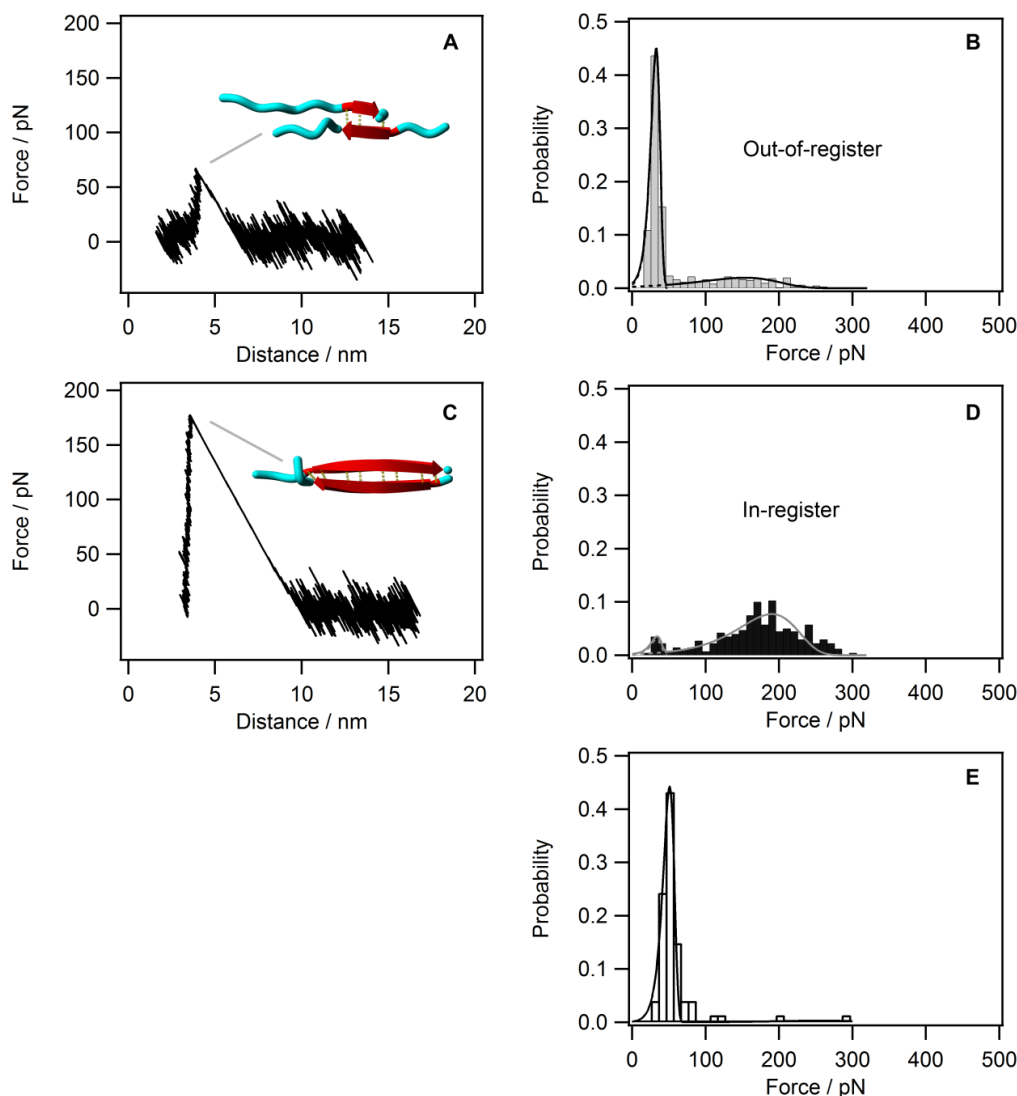 A
Force / pN
200
150
100
50
0
0 5 10 15 20
Distance / nm
B
Out-of-register
Probability
0.5
0.4
0.3
0.2
0.1
0.0
0 100 200 300 400 500
Force / pN
C
Force / pN
200
150
100
50
0
0 5 10 15 20
Distance / nm
D
In-register
Probability
0.5
0.4
0.3
0.2
0.1
0.0
0 100 200 300 400 500
Force / pN
E
Probability
0.5
0.4
0.3
0.2
0.1
0.0
0 100 200 300 400 500
Force / pN